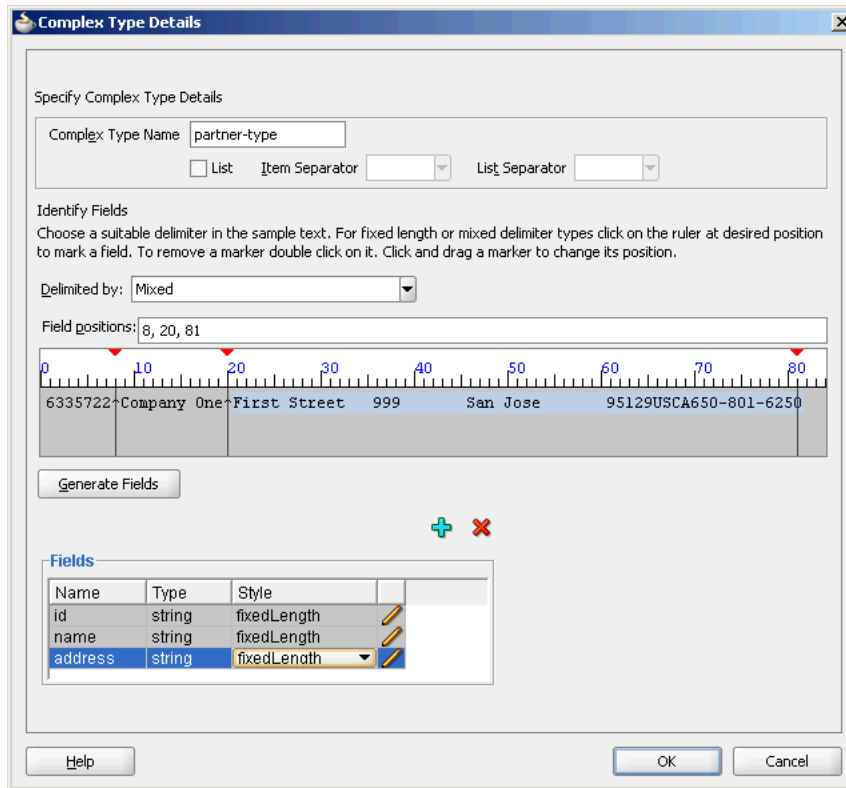 Complex Type Details
Specify Complex Type Details
Complex Type Name partner-type
List Item Separator List Separator
Identify Fields
Choose a suitable delimiter in the sample text. For fixed length or mixed delimiter types click on the ruler at desired position
to mark a field. To remove a marker double click on it. Click and drag a marker to change its position.
Delimited by: Mixed
Field positions: 8, 20, 81
0 10 20 30 40 50 60 70 80
6335722^Company One^First Street 999 San Jose 95129USCA650-801-6250
Generate Fields
Fields
Name Type Style
id string fixedLength
name string fixedLength
address string fixedLength
Help OK Cancel